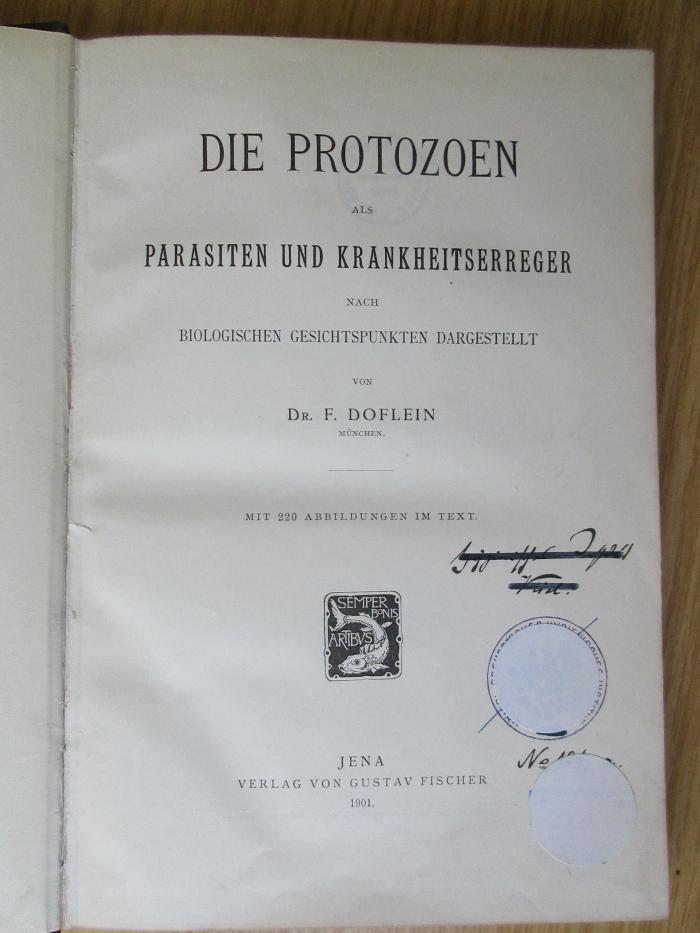 DIE PROTOZOEN
ALS
PARASITEN UND KRANKHEITSERREGER
NACH
BIOLOGISCHEN GESICHTSPUNKTEN DARGESTELLT
VON
DR. F. DOFLEIN
MÜNCHEN.
MIT 220 ABBILDUNGEN IM TEXT.
SEMPER
BONIS
ARTIBVS
JENA
VERLAG VON GUSTAV FISCHER
1901.